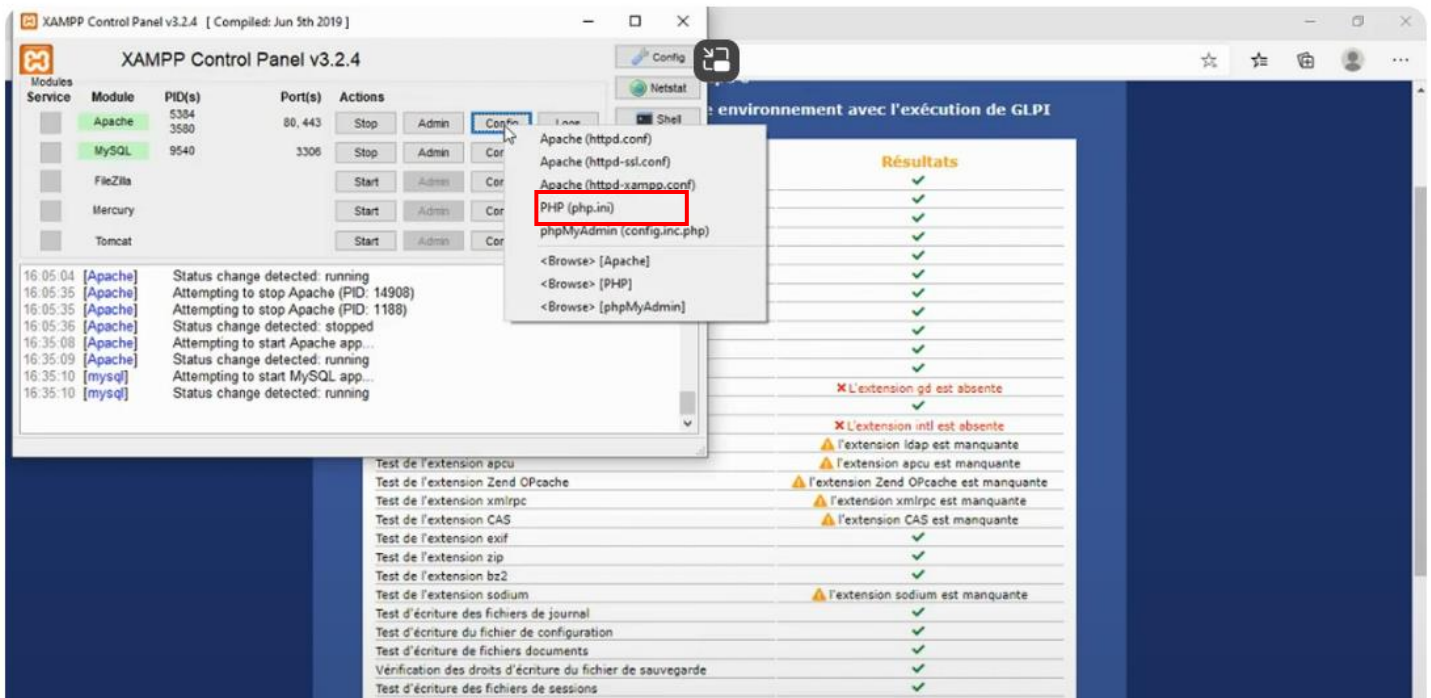 XAMPP Control Panel v3.2.4 [ Compiled: Jun 5th 2019 ]
XAMPP Control Panel v3.2.4
Config
Netstat
Shell
Modules
Service Module PID(s) Port(s) Actions
Apache 5384 3580 80, 443 Stop Admin Config Logs
MySQL 9540 3306 Stop Admin Cor
FileZilla Start Admin Cor
Mercury Start Admin Cor
Tomcat Start Admin Cor
Apache (httpd.conf)
Apache (httpd-ssl.conf)
Apache (httpd-xampp.conf)
PHP (php.ini)
phpMyAdmin (config.inc.php)
<Browse> [Apache]
<Browse> [PHP]
<Browse> [phpMyAdmin]
16:05:04 [Apache] Status change detected: running
16:05:35 [Apache] Attempting to stop Apache (PID: 14908)
16:05:35 [Apache] Attempting to stop Apache (PID: 1188)
16:05:36 [Apache] Status change detected: stopped
16:35:08 [Apache] Attempting to start Apache app...
16:35:09 [Apache] Status change detected: running
16:35:10 [mysql] Attempting to start MySQL app...
16:35:10 [mysql] Status change detected: running
environnement avec l'exécution de GLPI
Résultats
L'extension gd est absente
L'extension intl est absente
l'extension ldap est manquante
Test de l'extension apcu l'extension apcu est manquante
Test de l'extension Zend OPcache l'extension Zend OPcache est manquante
Test de l'extension xmlrpc l'extension xmlrpc est manquante
Test de l'extension CAS l'extension CAS est manquante
Test de l'extension exif
Test de l'extension zip
Test de l'extension bz2
Test de l'extension sodium l'extension sodium est manquante
Test d'écriture des fichiers de journal
Test d'écriture du fichier de configuration
Test d'écriture de fichiers documents
Vérification des droits d'écriture du fichier de sauvegarde
Test d'écriture des fichiers de sessions